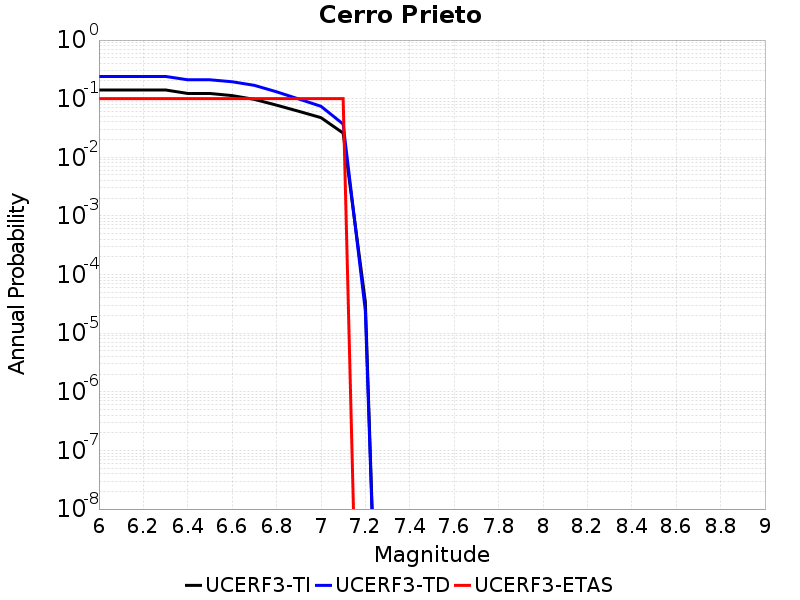 Cerro Prieto
10^0
10^-1
10^-2
10^-3
10^-4
10^-5
10^-6
10^-7
10^-8
Annual Probability
6 6.2 6.4 6.6 6.8 7 7.2 7.4 7.6 7.8 8 8.2 8.4 8.6 8.8 9
Magnitude
UCERF3-TI UCERF3-TD UCERF3-ETAS